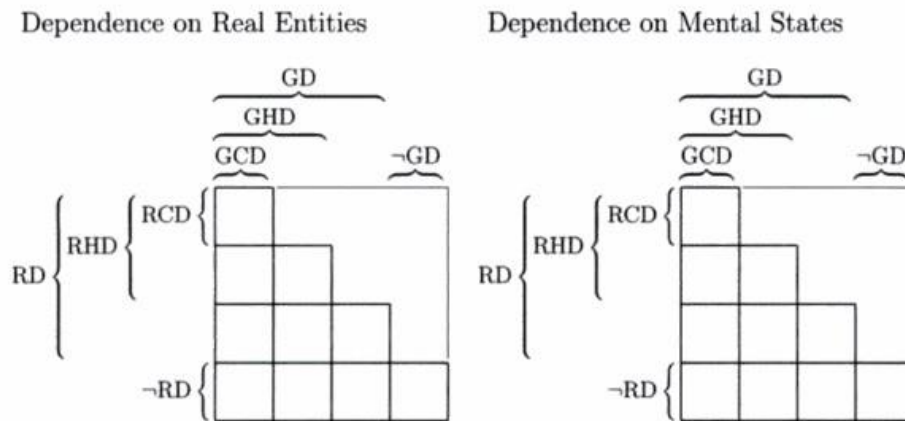 Dependence on Real Entities
Dependence on Mental States
GD
GHD
GCD
¬GD
RD
RHD
RCD
¬RD
GD
GHD
GCD
¬GD
RD
RHD
RCD
¬RD